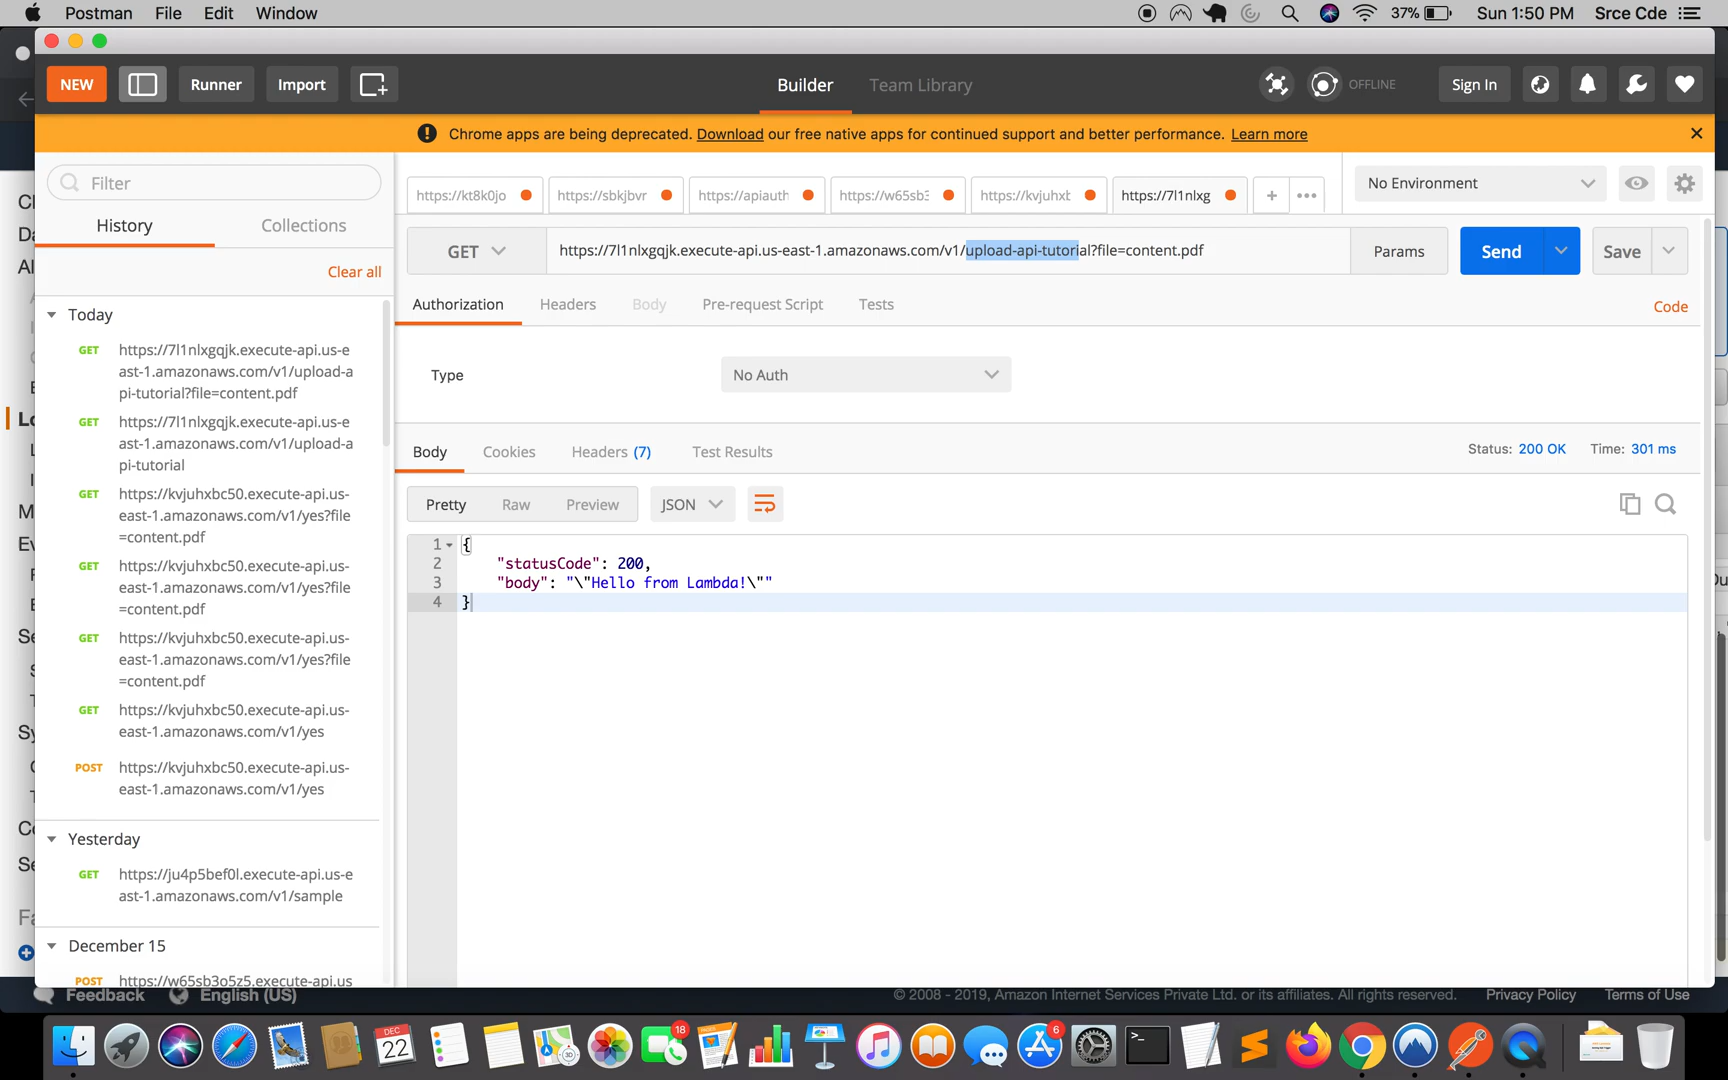 Postman File Edit Window 37% Sun 1:50 PM Srce Cde
NEW Runner Import Builder Team Library OFFLINE Sign In
Chrome apps are being deprecated. Download our free native apps for continued support and better performance. Learn more
Filter
History Collections
Clear all
Today
GET https://7l1nlxgqjk.execute-api.us-e
ast-1.amazonaws.com/v1/upload-a
pi-tutorial?file=content.pdf
GET https://7l1nlxgqjk.execute-api.us-e
ast-1.amazonaws.com/v1/upload-a
pi-tutorial
GET https://kvjuhxbc50.execute-api.us-
east-1.amazonaws.com/v1/yes?file
=content.pdf
GET https://kvjuhxbc50.execute-api.us-
east-1.amazonaws.com/v1/yes?file
=content.pdf
GET https://kvjuhxbc50.execute-api.us-
east-1.amazonaws.com/v1/yes?file
=content.pdf
GET https://kvjuhxbc50.execute-api.us-
east-1.amazonaws.com/v1/yes
POST https://kvjuhxbc50.execute-api.us-
east-1.amazonaws.com/v1/yes
Yesterday
GET https://ju4p5bef0l.execute-api.us-e
ast-1.amazonaws.com/v1/sample
December 15
POST https://w65sb3o5z5.execute-api.us
https://kt8k0jo https://sbkjbvr https://apiauth https://w65sb3 https://kvjuhxb https://7l1nlxg + •••
No Environment
GET https://7l1nlxgqjk.execute-api.us-east-1.amazonaws.com/v1/upload-api-tutorial?file=content.pdf Params Send Save
Authorization Headers Body Pre-request Script Tests Code
Type No Auth
Body Cookies Headers (7) Test Results Status: 200 OK Time: 301 ms
Pretty Raw Preview JSON
1 {
2 "statusCode": 200,
3 "body": "\"Hello from Lambda!\""
4 }
Feedback English (US) © 2008 - 2019, Amazon Internet Services Private Ltd. or its affiliates. All rights reserved. Privacy Policy Terms of Use
DEC
22
18
6